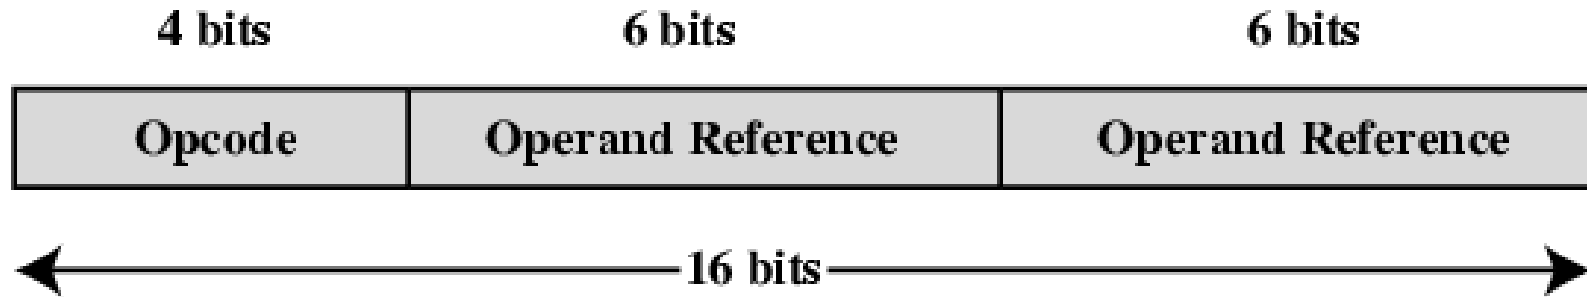 4 bits 6 bits 6 bits
Opcode Operand Reference Operand Reference
16 bits